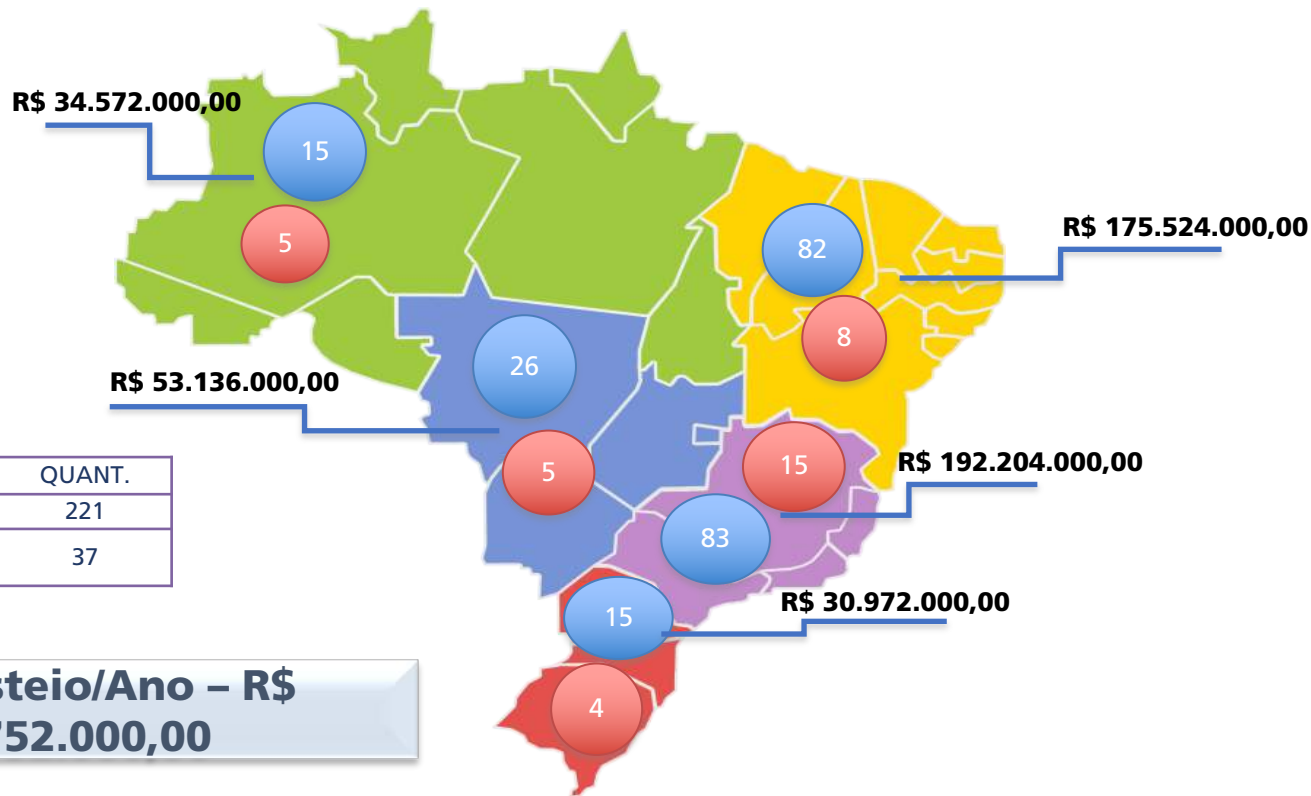 R$ 34.572.000,00
15
5
82
R$ 175.524.000,00
8
26
R$ 53.136.000,00
5
15
R$ 192.204.000,00
83
QUANT.
221
37
R$ 30.972.000,00
15
4
steio/Ano – R$
752.000,00